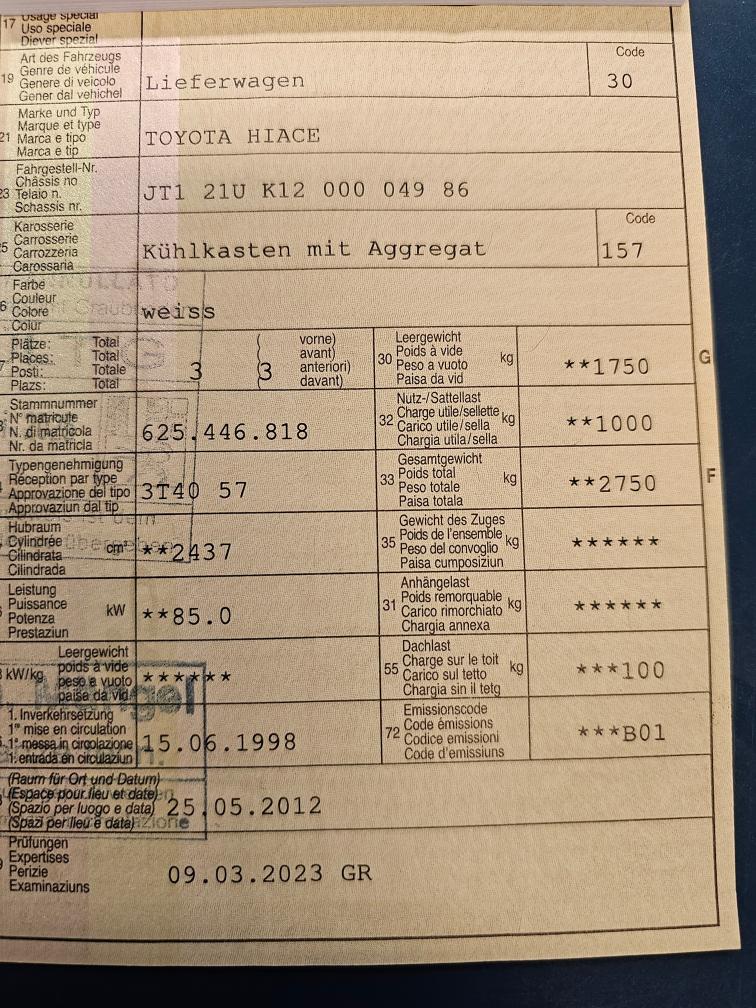 17 Usage special
Uso speciale
Diever spezial
19 Art des Fahrzeugs
Genre de véhicule
Genere di veicolo
Gener dal vehichel
Lieferwagen
Code
30
21 Marke und Typ
Marque et type
Marca e tipo
Marca e tip
TOYOTA HIACE
23 Fahrgestell-Nr.
Châssis no
Telaio n.
Schassis nr.
JT1 21U K12 000 049 86
5 Karosserie
Carrosserie
Carrozzeria
Carossaria
Kühlkasten mit Aggregat
Code
157
6 Farbe
Couleur
Colore
Colur
weiss
7 Plätze: Total
Places: Total
Posti: Totale
Plazs: Total
3 (3 vorne)
avant)
anteriori)
davant)
30 Leergewicht
Poids à vide
Peso a vuoto
Paisa da vid
kg
**1750
G
Stammnummer
N° matricule
N. di matricola
Nr. da matricla
625.446.818
32 Nutz-/Sattellast
Charge utile/sellette
Carico utile/sella
Chargia utila/sella
kg
**1000
Typengenehmigung
Réception par type
Approvazione del tipo
Approvaziun dal tip
3T40 57
33 Gesamtgewicht
Poids total
Peso totale
Paisa totala
kg
**2750
F
Hubraum
Cylindrée
Cilindrata
Cilindrada
cm³
**2437
35 Gewicht des Zuges
Poids de l'ensemble
Peso del convoglio
Paisa cumposiziun
kg
******
Leistung
Puissance
Potenza
Prestaziun
kW
**85.0
31 Anhängelast
Poids remorquable
Carico rimorchiato
Chargia annexa
kg
******
kW/kg Leergewicht
poids à vide
peso a vuoto
paisa da vid
******
55 Dachlast
Charge sur le toit
Carico sul tetto
Chargia sin il tetg
kg
***100
Mängel
1. Inverkehrsetzung
1re mise en circulation
1a messa in circolazione
1. entrada en circulaziun
15.06.1998
72 Emissionscode
Code émissions
Codice emissioni
Code d'emissiuns
***B01
(Raum für Ort und Datum)
(Espace pour lieu et date)
(Spazio per luogo e data)
(Spazi per lieu e data)
25.05.2012
Prüfungen
Expertises
Perizie
Examinaziuns
09.03.2023 GR